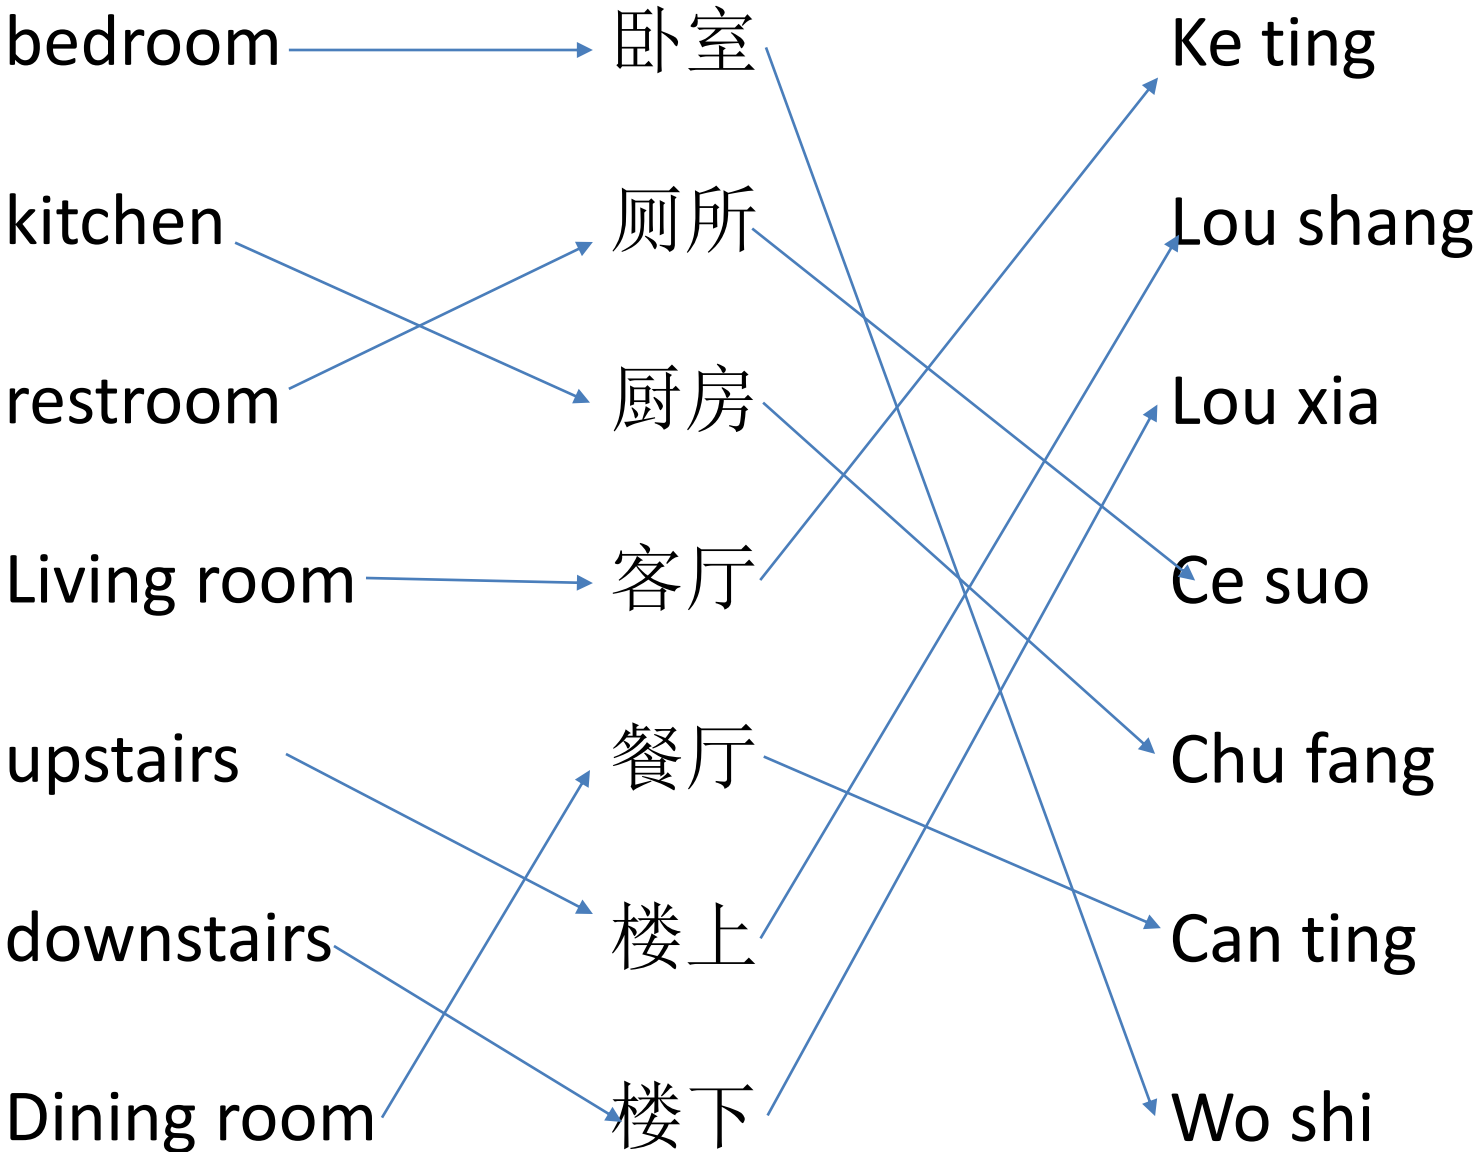 bedroom 卧室 Ke ting
kitchen 厕所 Lou shang
restroom 厨房 Lou xia
Living room 客厅 Ce suo
upstairs 餐厅 Chu fang
downstairs 楼上 Can ting
Dining room 楼下 Wo shi